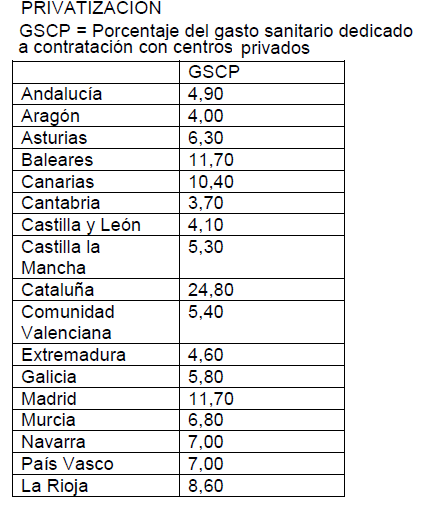 PRIVATIZACIÓN
GSCP = Porcentaje del gasto sanitario dedicado
a contratación con centros privados
GSCP
Andalucía 4,90
Aragón 4,00
Asturias 6,30
Baleares 11,70
Canarias 10,40
Cantabria 3,70
Castilla y León 4,10
Castilla la 5,30
Mancha
Cataluña 24,80
Comunidad 5,40
Valenciana
Extremadura 4,60
Galicia 5,80
Madrid 11,70
Murcia 6,80
Navarra 7,00
País Vasco 7,00
La Rioja 8,60